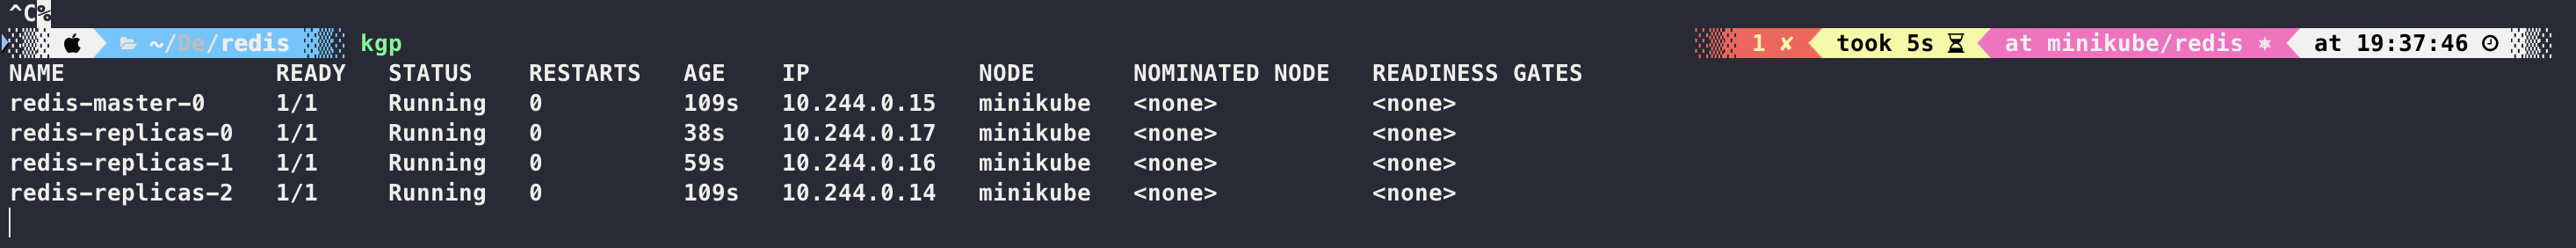 ^C%
~/De/redis kgp 1 ✘ took 5s at minikube/redis ⎈ at 19:37:46
NAME READY STATUS RESTARTS AGE IP NODE NOMINATED NODE READINESS GATES
redis-master-0 1/1 Running 0 109s 10.244.0.15 minikube <none> <none>
redis-replicas-0 1/1 Running 0 38s 10.244.0.17 minikube <none> <none>
redis-replicas-1 1/1 Running 0 59s 10.244.0.16 minikube <none> <none>
redis-replicas-2 1/1 Running 0 109s 10.244.0.14 minikube <none> <none>